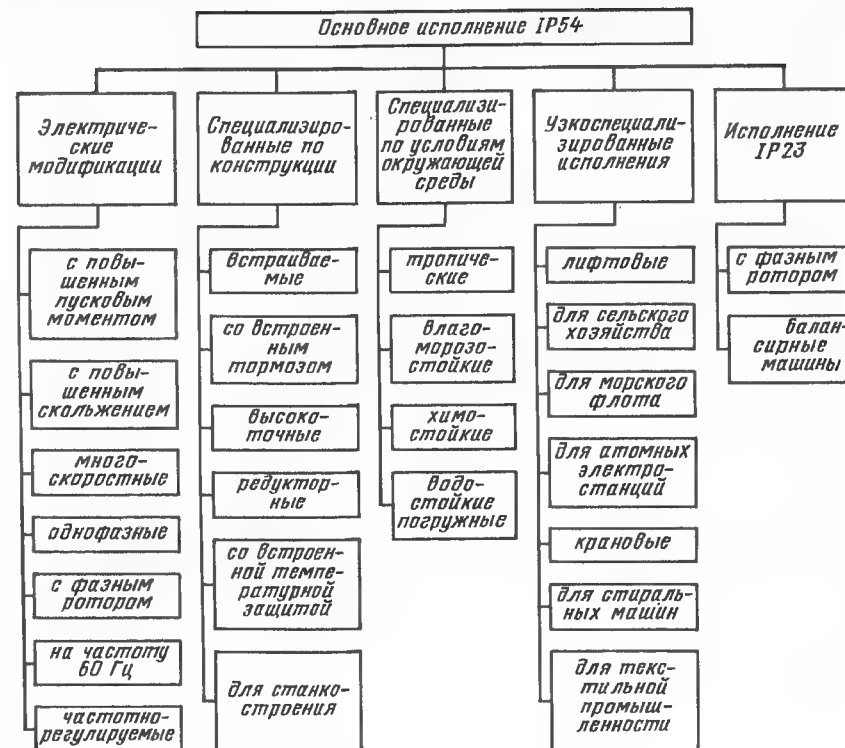 Основное исполнение IP54
Электриче-
ские
модификации
с повы-
шенным
пусковым
моментом
с повы-
шенным
скольжением
много-
скоростные
однофазные
с фазным
ротором
на частоту
60 Гц
частотно-
регулируемые
Специализиро-
ванные по
конструкции
встраивае-
мые
со встроен-
ным
тормозом
высоко-
точные
редуктор-
ные
со встроен-
ной темпе-
ратурной
защитой
для станко-
строения
Специализи-
рованные
по условиям
окружающей
среды
тропиче-
ские
влаго-
морозо-
стойкие
химо-
стойкие
водо-
стойкие
погружные
Узкоспециали-
зированные
исполнения
лифтовые
для сельского
хозяйства
для морского
флота
для атомных
электро-
станций
крановые
для стираль-
ных машин
для текс-
тильной
промыш-
ленности
Исполнение
IP23
с фазным
ротором
балан-
сирные
машины